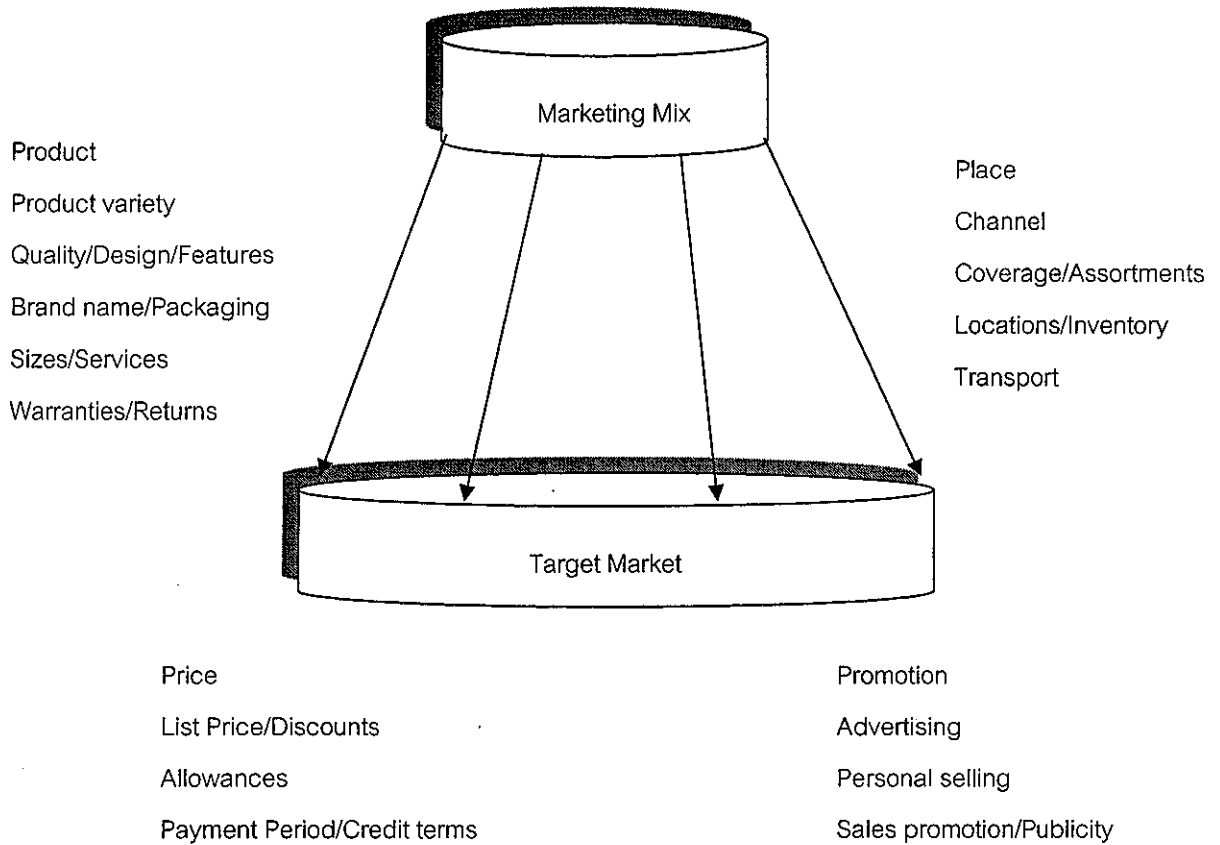 Marketing Mix
Product
Product variety
Quality/Design/Features
Brand name/Packaging
Sizes/Services
Warranties/Returns
Place
Channel
Coverage/Assortments
Locations/Inventory
Transport
Target Market
Price
List Price/Discounts
Allowances
Payment Period/Credit terms
Promotion
Advertising
Personal selling
Sales promotion/Publicity